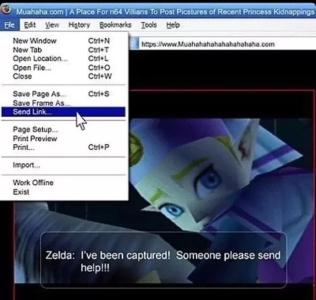 Muahaha.com | A Place For n64 Villians To Post Picstures of Recent Princess Kidnappings
File Edit View History Bookmarks Tools Help
New Window Ctrl+N
New Tab Ctrl+T
Open Location... Ctrl+L
Open File... Ctrl+O
Close Ctrl+W
https://www.Muahahahahahahahahaha.com
Save Page As... Ctrl+S
Save Frame As...
Send Link...
Page Setup...
Print Preview
Print... Ctrl+P
Import...
Work Offline
Exist
Zelda: I've been captured! Someone please send
help!!!